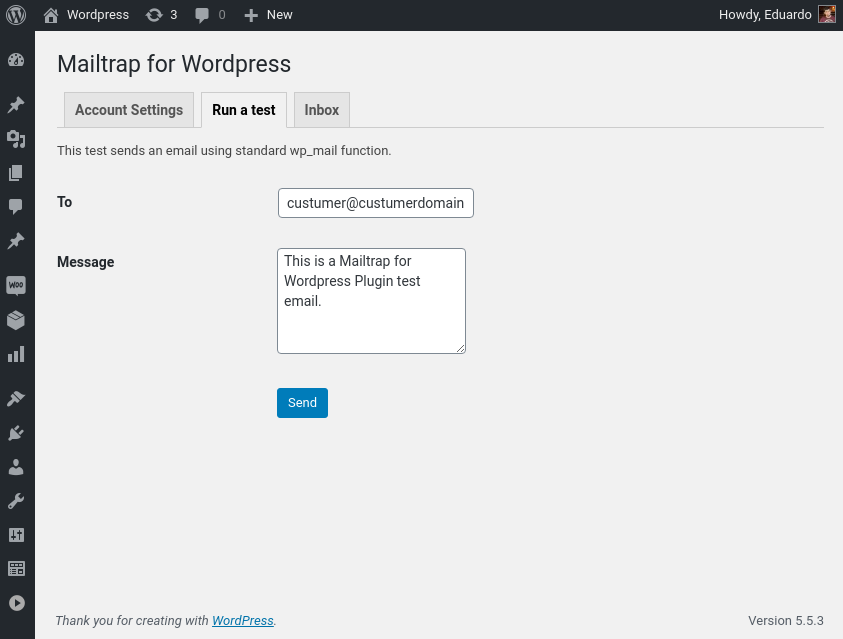 Wordpress 3 0 New Howdy, Eduardo
Mailtrap for Wordpress
Account Settings Run a test Inbox
This test sends an email using standard wp_mail function.
To custumer@custumerdomain
Message This is a Mailtrap for
Wordpress Plugin test
email.
Woo
Send
Thank you for creating with WordPress. Version 5.5.3